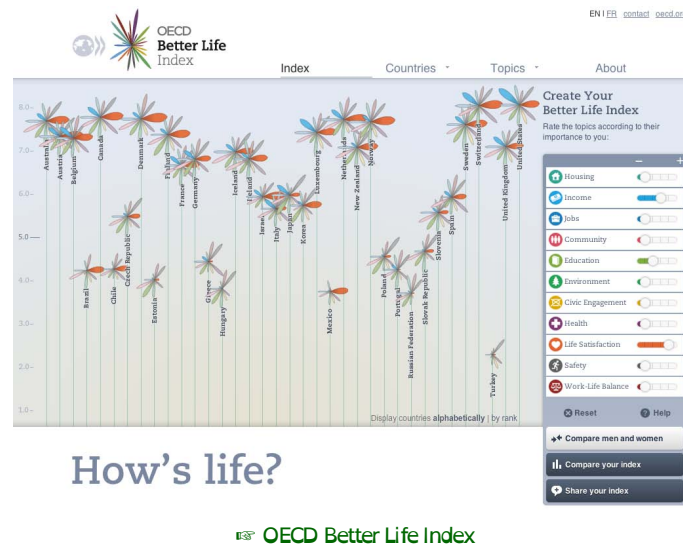 EN | FR contact oecd.or
OECD
Better Life
Index
Index Countries Topics About
Create Your
Better Life Index
Rate the topics according to their
importance to you:
− +
Housing
Income
Jobs
Community
Education
Environment
Civic Engagement
Health
Life Satisfaction
Safety
Work-Life Balance
Reset Help
Compare men and women
Compare your index
Share your index
8.0
7.0
6.0
5.0
4.0
3.0
2.0
1.0
Australia
Austria
Belgium
Brazil
Canada
Chile
Czech Republic
Denmark
Estonia
Finland
France
Germany
Greece
Hungary
Iceland
Ireland
Israel
Italy
Japan
Korea
Luxembourg
Mexico
Netherlands
New Zealand
Norway
Poland
Portugal
Russian Federation
Slovak Republic
Slovenia
Spain
Sweden
Switzerland
Turkey
United Kingdom
United States
Display countries alphabetically | by rank
How's life?
☞ OECD Better Life Index